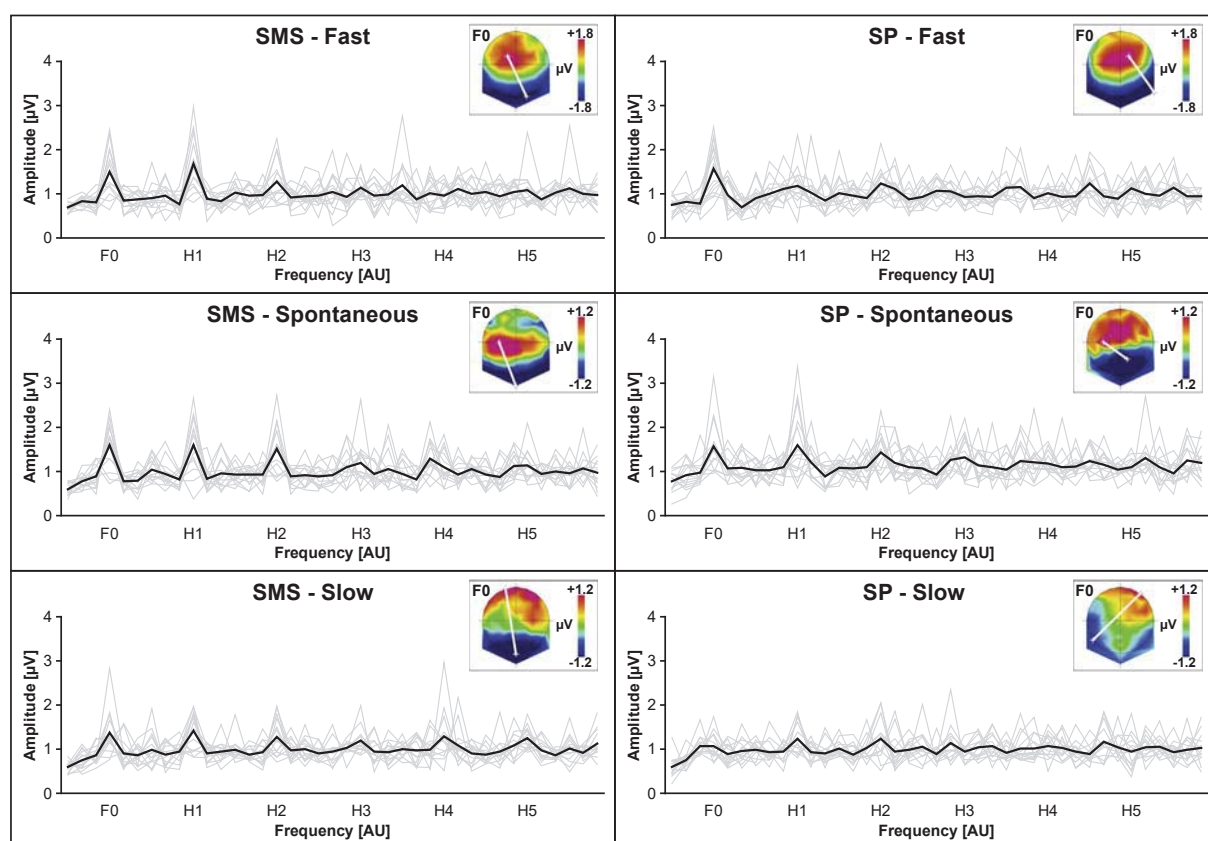 SMS - Fast
F0
+1.8
µV
-1.8
Amplitude [µV]
4
3
2
1
0
F0 H1 H2 H3 H4 H5
Frequency [AU]
SP - Fast
F0
+1.8
µV
-1.8
Amplitude [µV]
4
3
2
1
0
F0 H1 H2 H3 H4 H5
Frequency [AU]
SMS - Spontaneous
F0
+1.2
µV
-1.2
Amplitude [µV]
4
3
2
1
0
F0 H1 H2 H3 H4 H5
Frequency [AU]
SP - Spontaneous
F0
+1.2
µV
-1.2
Amplitude [µV]
4
3
2
1
0
F0 H1 H2 H3 H4 H5
Frequency [AU]
SMS - Slow
F0
+1.2
µV
-1.2
Amplitude [µV]
4
3
2
1
0
F0 H1 H2 H3 H4 H5
Frequency [AU]
SP - Slow
F0
+1.2
µV
-1.2
Amplitude [µV]
4
3
2
1
0
F0 H1 H2 H3 H4 H5
Frequency [AU]